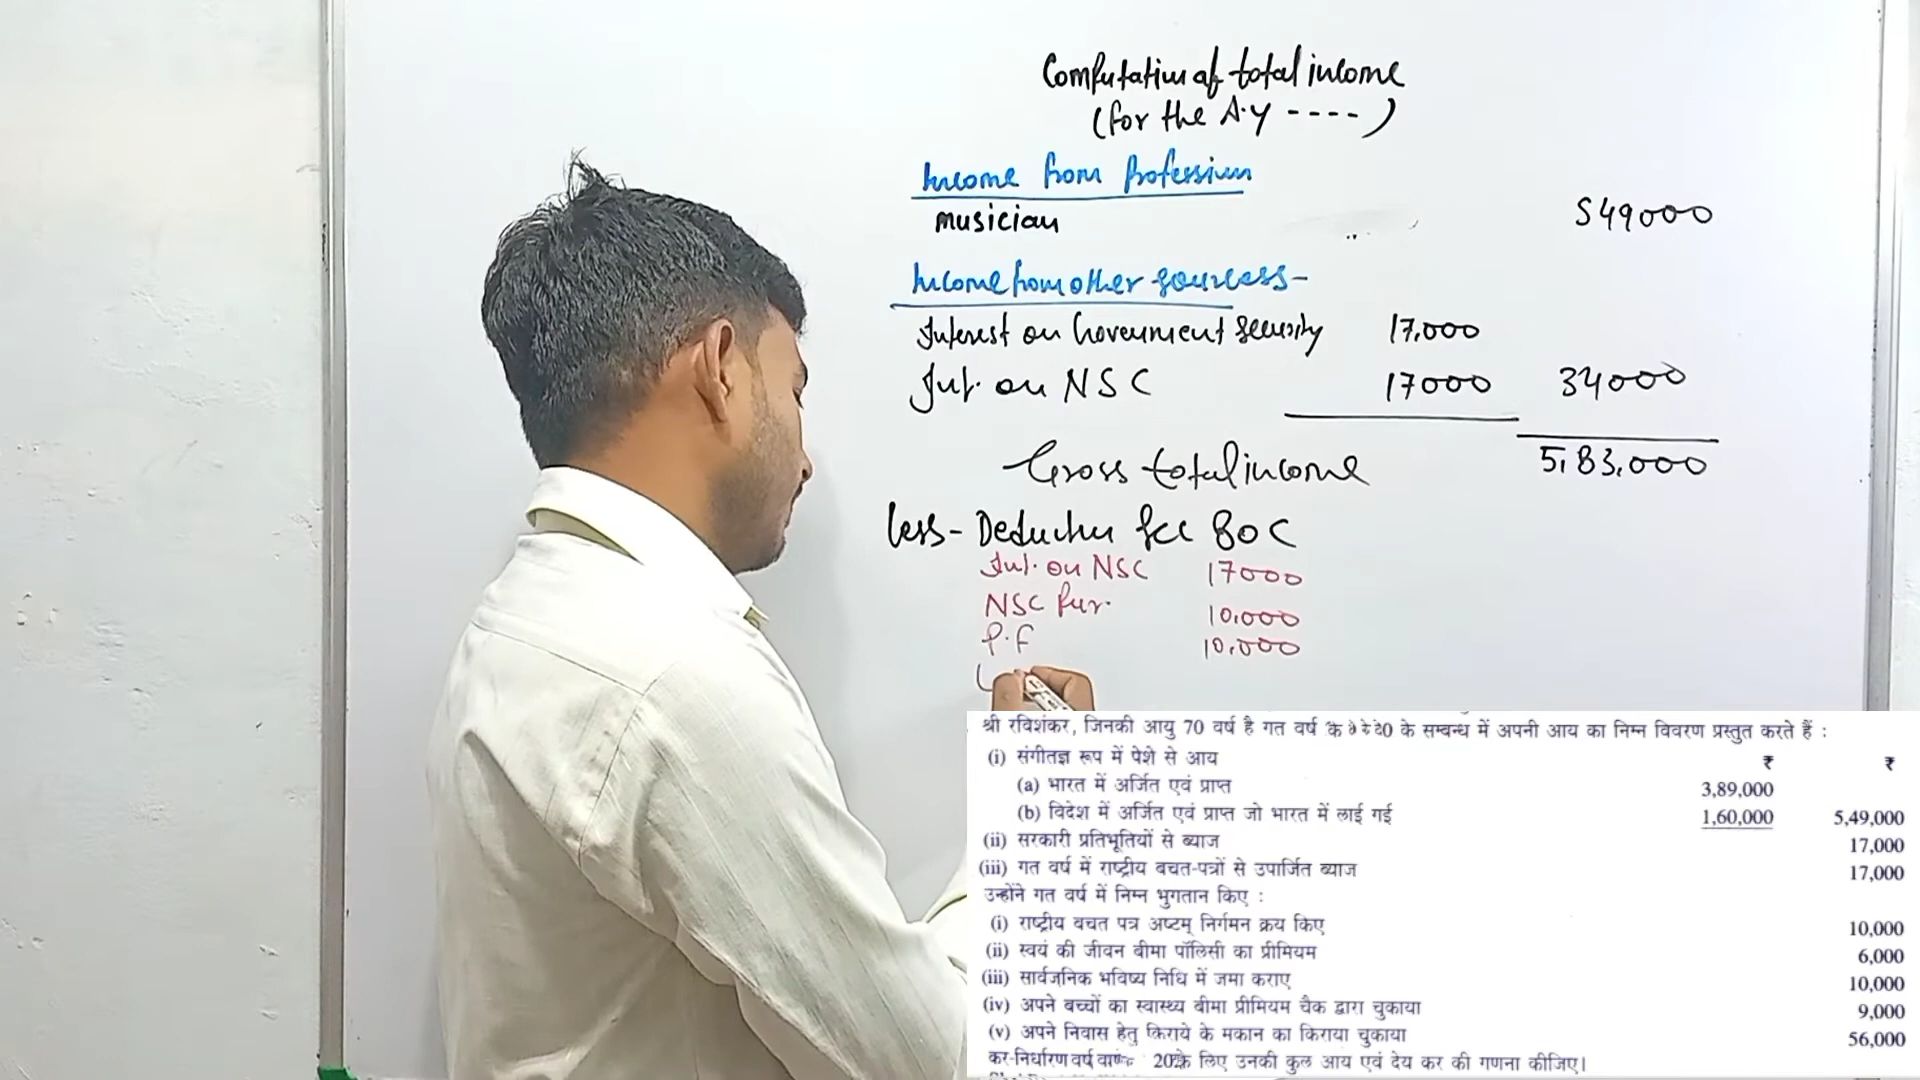 Computation of total income
(for the A.Y ----)
Income from Profession
musician 549000
Income from other sourcess-
Interest on Government Security 17,000
Int. on NSC 17000 34000
Gross total income 5,83,000
Less - Deduction sec 80C
Int. on NSC 17000
NSC Pur. 10,000
P.F 10,000
श्री रविशंकर, जिनकी आयु 70 वर्ष है गत वर्ष के सम्बन्ध में अपनी आय का निम्न विवरण प्रस्तुत करते हैं :
(i) संगीतज्ञ रूप में पेशे से आय ₹ ₹
(a) भारत में अर्जित एवं प्राप्त 3,89,000
(b) विदेश में अर्जित एवं प्राप्त जो भारत में लाई गई 1,60,000 5,49,000
(ii) सरकारी प्रतिभूतियों से ब्याज 17,000
(iii) गत वर्ष में राष्ट्रीय बचत-पत्रों से उपार्जित ब्याज 17,000
उन्होंने गत वर्ष में निम्न भुगतान किए :
(i) राष्ट्रीय बचत पत्र अष्टम् निर्गमन क्रय किए 10,000
(ii) स्वयं की जीवन बीमा पॉलिसी का प्रीमियम 6,000
(iii) सार्वजनिक भविष्य निधि में जमा कराए 10,000
(iv) अपने बच्चों का स्वास्थ्य बीमा प्रीमियम चैक द्वारा चुकाया 9,000
(v) अपने निवास हेतु किराये के मकान का किराया चुकाया 56,000
कर-निर्धारण वर्ष के लिए उनकी कुल आय एवं देय कर की गणना कीजिए।